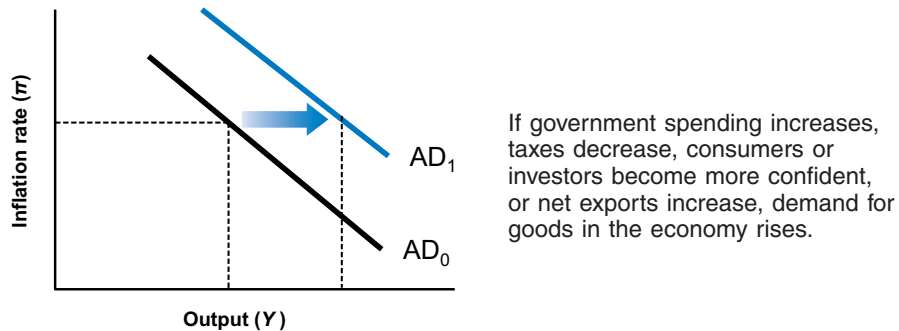 Inflation rate (π)
AD₁
AD₀
Output (Y)
If government spending increases,
taxes decrease, consumers or
investors become more confident,
or net exports increase, demand for
goods in the economy rises.